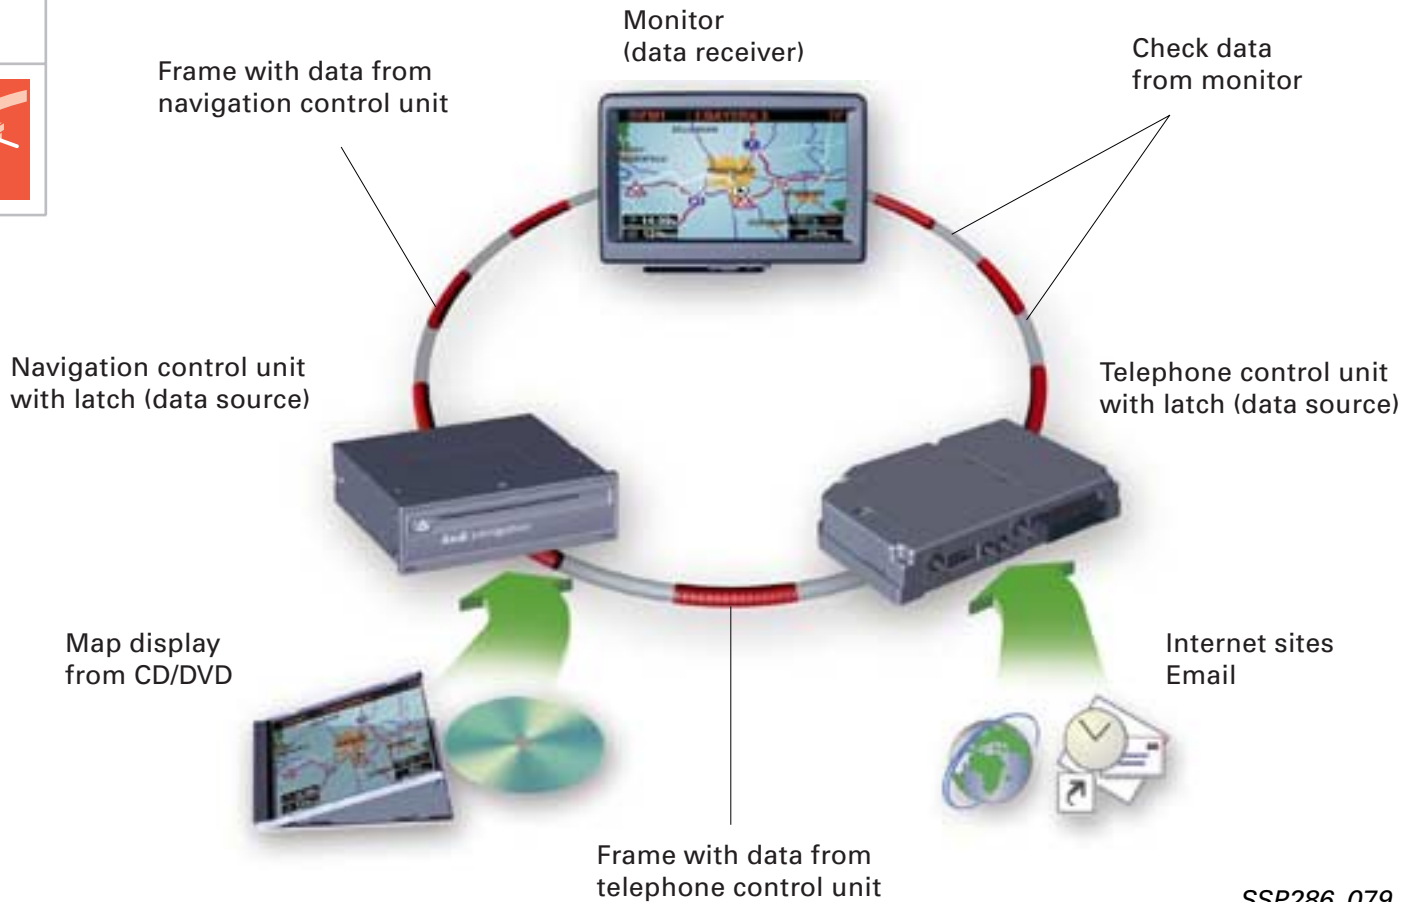 Monitor
(data receiver)
Check data
from monitor
Frame with data from
navigation control unit
Navigation control unit
with latch (data source)
Telephone control unit
with latch (data source)
Map display
from CD/DVD
Internet sites
Email
Frame with data from
telephone control unit
SSP286_079